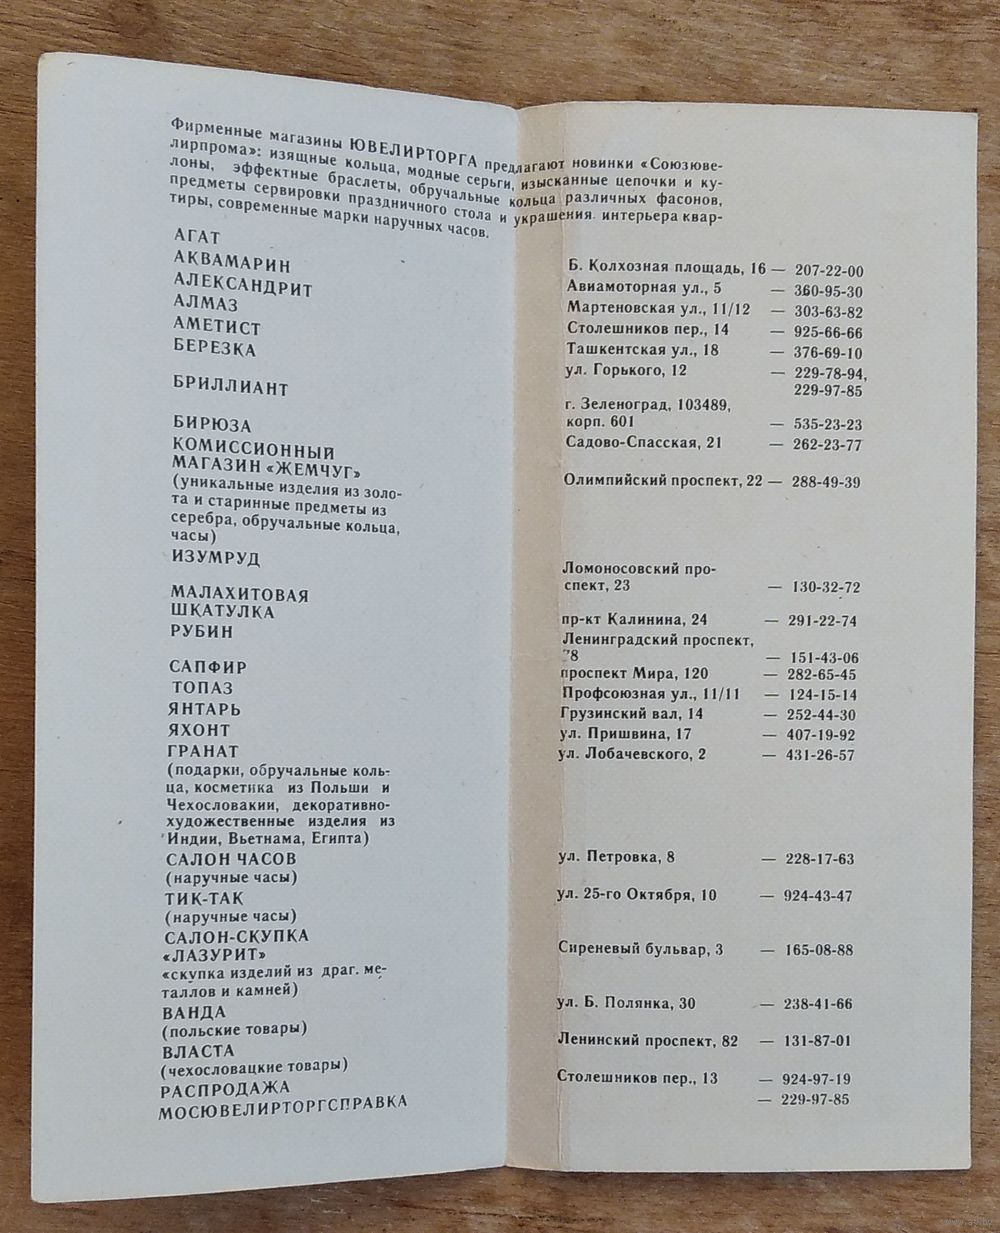 Фирменные магазины ЮВЕЛИРТОРГА предлагают новинки «Союзюве-
лирпрома»: изящные кольца, модные серьги, изысканные цепочки и ку-
лоны, эффектные браслеты, обручальные кольца различных фасонов,
предметы сервировки праздничного стола и украшения интерьера квар-
тиры, современные марки наручных часов.
АГАТ Б. Колхозная площадь, 16 — 207-22-00
АКВАМАРИН Авиамоторная ул., 5 — 360-95-30
АЛЕКСАНДРИТ Мартеновская ул., 11/12 — 303-63-82
АЛМАЗ Столешников пер., 14 — 925-66-66
АМЕТИСТ Ташкентская ул., 18 — 376-69-10
БЕРЕЗКА ул. Горького, 12 — 229-78-94,
229-97-85
БРИЛЛИАНТ г. Зеленоград, 103489,
корп. 601 — 535-23-23
БИРЮЗА Садово-Спасская, 21 — 262-23-77
КОМИССИОННЫЙ
МАГАЗИН «ЖЕМЧУГ» Олимпийский проспект, 22 — 288-49-39
(уникальные изделия из золо-
та и старинные предметы из
серебра, обручальные кольца,
часы)
ИЗУМРУД Ломоносовский про-
спект, 23 — 130-32-72
МАЛАХИТОВАЯ
ШКАТУЛКА пр-кт Калинина, 24 — 291-22-74
РУБИН Ленинградский проспект,
78 — 151-43-06
САПФИР проспект Мира, 120 — 282-65-45
ТОПАЗ Профсоюзная ул., 11/11 — 124-15-14
ЯНТАРЬ Грузинский вал, 14 — 252-44-30
ЯХОНТ ул. Пришвина, 17 — 407-19-92
ГРАНАТ ул. Лобачевского, 2 — 431-26-57
(подарки, обручальные коль-
ца, косметика из Польши и
Чехословакии, декоративно-
художественные изделия из
Индии, Вьетнама, Египта)
САЛОН ЧАСОВ ул. Петровка, 8 — 228-17-63
(наручные часы)
ТИК-ТАК ул. 25-го Октября, 10 — 924-43-47
(наручные часы)
САЛОН-СКУПКА
«ЛАЗУРИТ» Сиреневый бульвар, 3 — 165-08-88
«скупка изделий из драг. ме-
таллов и камней)
ВАНДА ул. Б. Полянка, 30 — 238-41-66
(польские товары)
ВЛАСТА Ленинский проспект, 82 — 131-87-01
(чехословацкие товары)
РАСПРОДАЖА Столешников пер., 13 — 924-97-19
МОСЮВЕЛИРТОРГСПРАВКА — 229-97-85